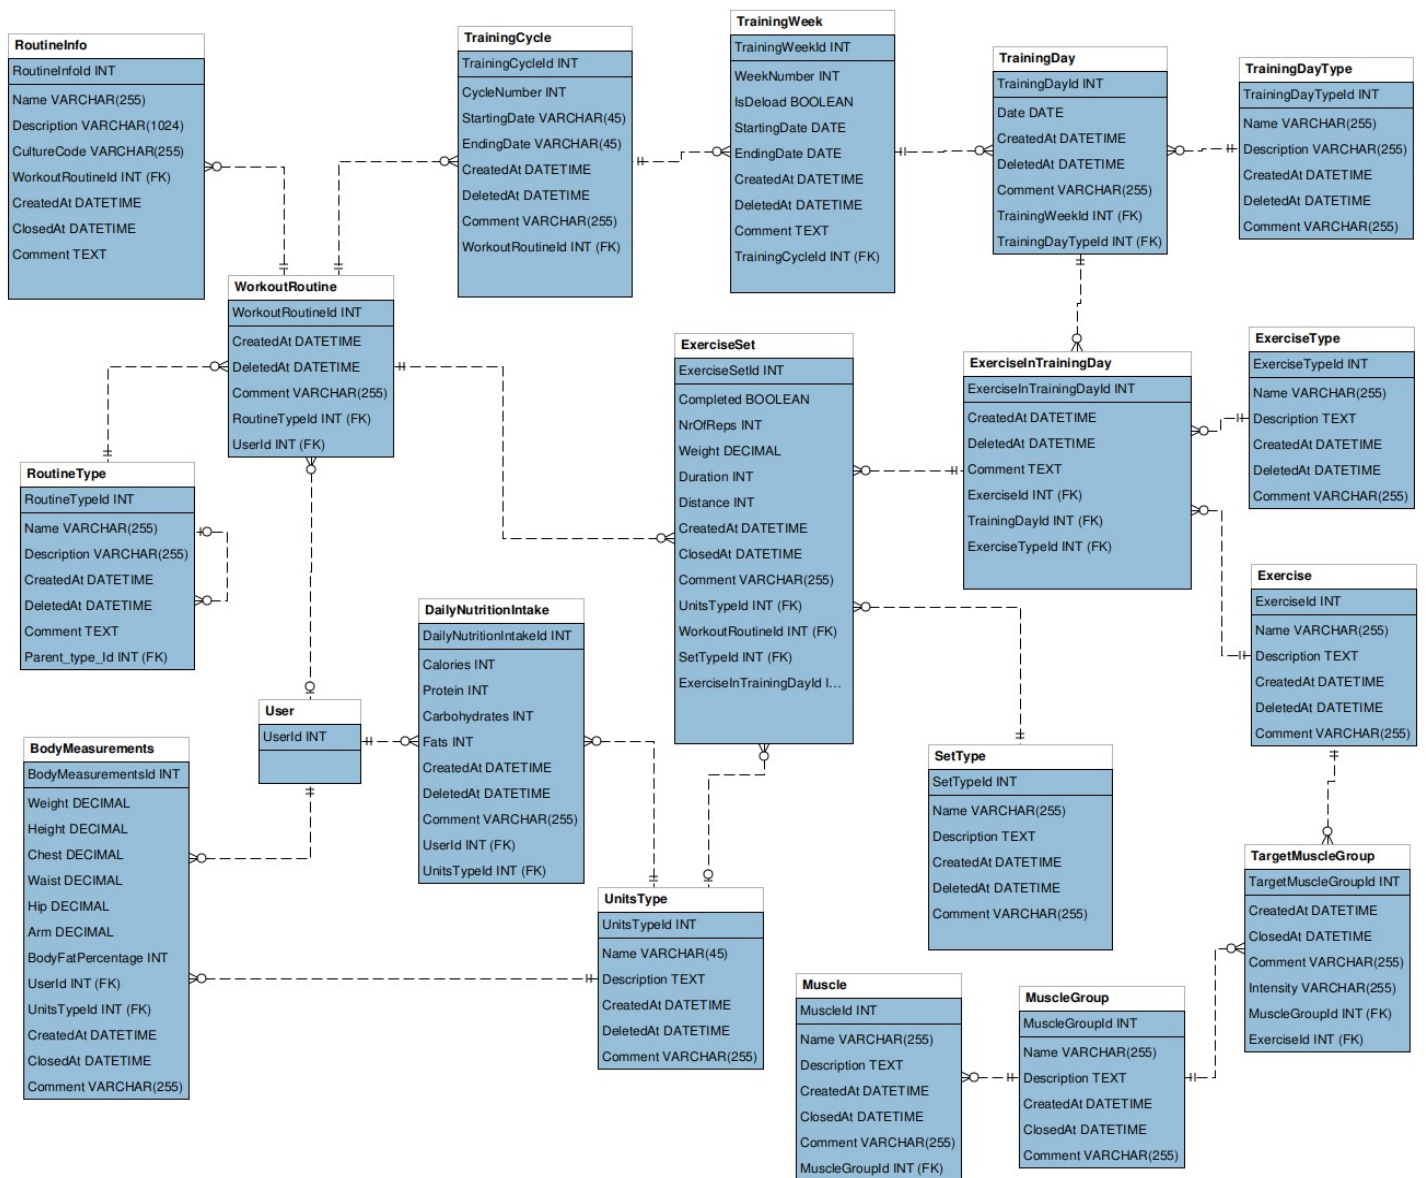 RoutineInfo
RoutineInfoId INT
Name VARCHAR(255)
Description VARCHAR(1024)
CultureCode VARCHAR(255)
WorkoutRoutineId INT (FK)
CreatedAt DATETIME
ClosedAt DATETIME
Comment TEXT
TrainingCycle
TrainingCycleId INT
CycleNumber INT
StartingDate VARCHAR(45)
EndingDate VARCHAR(45)
CreatedAt DATETIME
DeletedAt DATETIME
Comment VARCHAR(255)
WorkoutRoutineId INT (FK)
TrainingWeek
TrainingWeekId INT
WeekNumber INT
IsDeload BOOLEAN
StartingDate DATE
EndingDate DATE
CreatedAt DATETIME
DeletedAt DATETIME
Comment TEXT
TrainingCycleId INT (FK)
TrainingDay
TrainingDayId INT
Date DATE
CreatedAt DATETIME
DeletedAt DATETIME
Comment VARCHAR(255)
TrainingWeekId INT (FK)
TrainingDayTypeId INT (FK)
TrainingDayType
TrainingDayTypeId INT
Name VARCHAR(255)
Description VARCHAR(255)
CreatedAt DATETIME
DeletedAt DATETIME
Comment VARCHAR(255)
WorkoutRoutine
WorkoutRoutineId INT
CreatedAt DATETIME
DeletedAt DATETIME
Comment VARCHAR(255)
RoutineTypeId INT (FK)
UserId INT (FK)
ExerciseSet
ExerciseSetId INT
Completed BOOLEAN
NrOfReps INT
Weight DECIMAL
Duration INT
Distance INT
CreatedAt DATETIME
ClosedAt DATETIME
Comment VARCHAR(255)
UnitsTypeId INT (FK)
WorkoutRoutineId INT (FK)
SetTypeId INT (FK)
ExerciseInTrainingDayId I...
ExerciseInTrainingDay
ExerciseInTrainingDayId INT
CreatedAt DATETIME
DeletedAt DATETIME
Comment TEXT
ExerciseId INT (FK)
TrainingDayId INT (FK)
ExerciseTypeId INT (FK)
ExerciseType
ExerciseTypeId INT
Name VARCHAR(255)
Description TEXT
CreatedAt DATETIME
DeletedAt DATETIME
Comment VARCHAR(255)
RoutineType
RoutineTypeId INT
Name VARCHAR(255)
Description VARCHAR(255)
CreatedAt DATETIME
DeletedAt DATETIME
Comment TEXT
Parent_type_Id INT (FK)
Exercise
ExerciseId INT
Name VARCHAR(255)
Description TEXT
CreatedAt DATETIME
DeletedAt DATETIME
Comment VARCHAR(255)
DailyNutritionIntake
DailyNutritionIntakeId INT
Calories INT
Protein INT
Carbohydrates INT
Fats INT
CreatedAt DATETIME
DeletedAt DATETIME
Comment VARCHAR(255)
UserId INT (FK)
UnitsTypeId INT (FK)
User
UserId INT
BodyMeasurements
BodyMeasurementsId INT
Weight DECIMAL
Height DECIMAL
Chest DECIMAL
Waist DECIMAL
Hip DECIMAL
Arm DECIMAL
BodyFatPercentage INT
UserId INT (FK)
UnitsTypeId INT (FK)
CreatedAt DATETIME
ClosedAt DATETIME
Comment VARCHAR(255)
SetType
SetTypeId INT
Name VARCHAR(255)
Description TEXT
CreatedAt DATETIME
DeletedAt DATETIME
Comment VARCHAR(255)
TargetMuscleGroup
TargetMuscleGroupId INT
CreatedAt DATETIME
ClosedAt DATETIME
Comment VARCHAR(255)
Intensity VARCHAR(255)
MuscleGroupId INT (FK)
ExerciseId INT (FK)
UnitsType
UnitsTypeId INT
Name VARCHAR(45)
Description TEXT
CreatedAt DATETIME
DeletedAt DATETIME
Comment VARCHAR(255)
Muscle
MuscleId INT
Name VARCHAR(255)
Description TEXT
CreatedAt DATETIME
ClosedAt DATETIME
Comment VARCHAR(255)
MuscleGroupId INT (FK)
MuscleGroup
MuscleGroupId INT
Name VARCHAR(255)
Description TEXT
CreatedAt DATETIME
ClosedAt DATETIME
Comment VARCHAR(255)